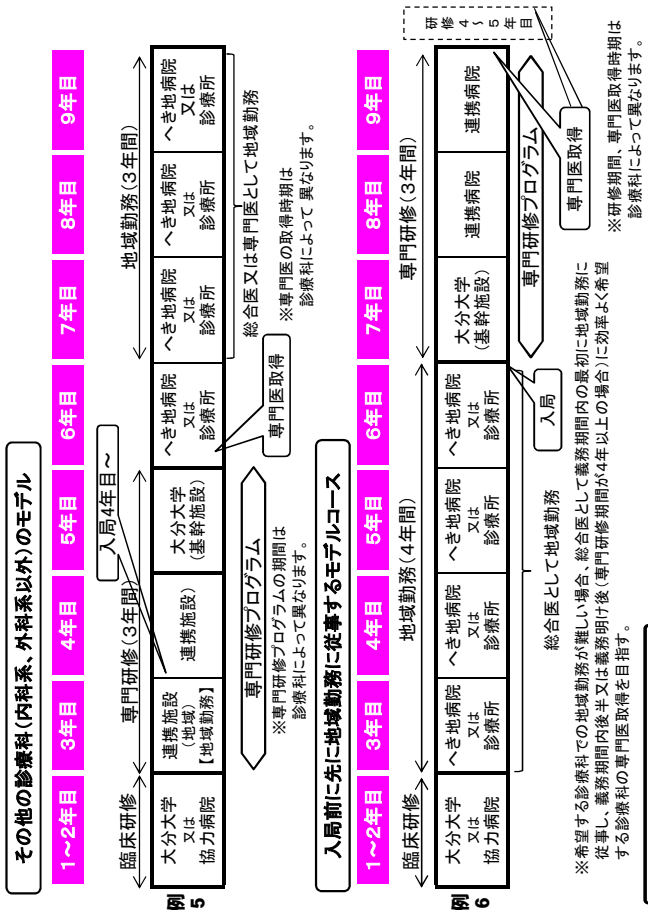 その他の診療科(内科系、外科系以外)のモデル
1～2年目
3年目
4年目
5年目
6年目
7年目
8年目
9年目
臨床研修
専門研修(3年間)
入局4年目～
地域勤務(3年間)
例
5
大分大学
又は
協力病院
連携施設
(地域)
【地域勤務】
連携施設)
大分大学
(基幹施設)
へき地病院
又は
診療所
へき地病院
又は
診療所
へき地病院
又は
診療所
へき地病院
又は
診療所
専門研修プログラム
※専門研修プログラムの期間は
診療科によって異なります。
専門医取得
総合医又は専門医として地域勤務
※専門医の取得時期は
診療科によって 異なります。
入局前に先に地域勤務に従事するモデルコース
1～2年目
3年目
4年目
5年目
6年目
7年目
8年目
9年目
臨床研修
地域勤務(4年間)
専門研修(3年間)
研修4～5年目
例
6
大分大学
又は
協力病院
へき地病院
又は
診療所
へき地病院
又は
診療所
へき地病院
又は
診療所
へき地病院
又は
診療所
大分大学
(基幹施設)
連携病院
連携病院
総合医として地域勤務
入局
専門研修プログラム
専門医取得
※希望する診療科での地域勤務が難しい場合、総合医として義務期間内の最初に地域勤務に
従事し、義務期間内後半又は義務明け後(専門研修期間が4年以上の場合)に効率よく希望
する診療科の専門医取得を目指す。
※研修期間、専門医取得時期は
診療科によって異なります。